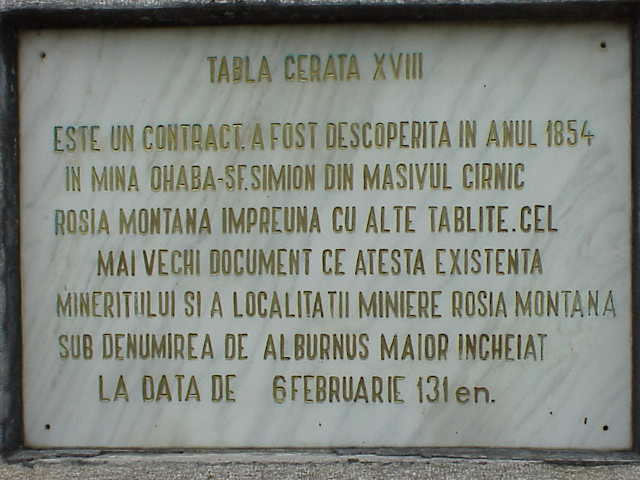 TABLA CERATA XVIII
ESTE UN CONTRACT. A FOST DESCOPERITA IN ANUL 1854
IN MINA OHABA-SF.SIMION DIN MASIVUL CIRNIC
ROSIA MONTANA IMPREUNA CU ALTE TABLITE.CEL
MAI VECHI DOCUMENT CE ATESTA EXISTENTA
MINERITULUI SI A LOCALITATII MINIERE ROSIA MONTANA
SUB DENUMIREA DE ALBURNUS MAIOR INCHEIAT
LA DATA DE 6 FEBRUARIE 131 en.